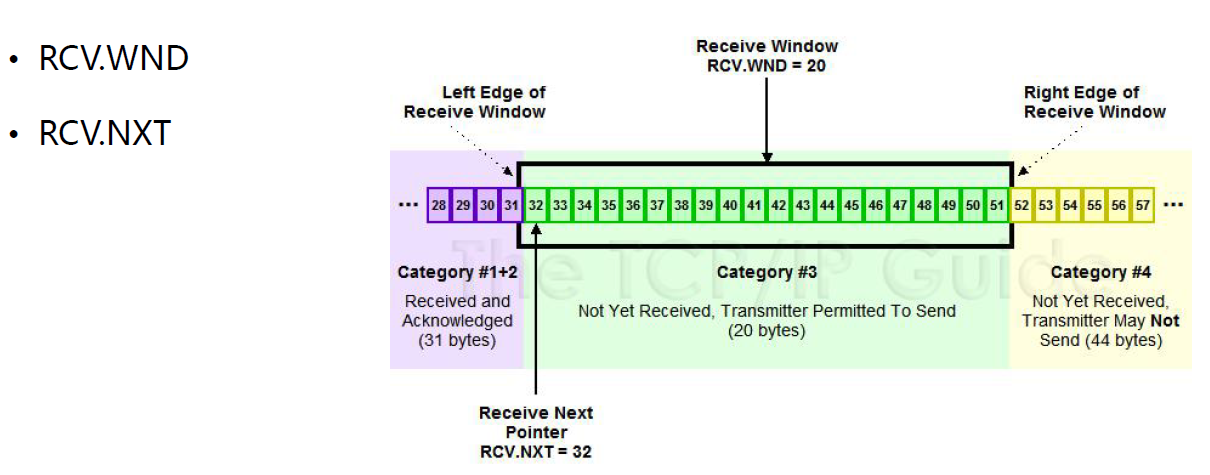 • RCV.WND
• RCV.NXT
Receive Window
RCV.WND = 20
Left Edge of
Receive Window
Right Edge of
Receive Window
... 28 29 30 31 32 33 34 35 36 37 38 39 40 41 42 43 44 45 46 47 48 49 50 51 52 53 54 55 56 57 ...
The TCP/IP Guide
Category #1+2
Received and
Acknowledged
(31 bytes)
Category #3
Not Yet Received, Transmitter Permitted To Send
(20 bytes)
Category #4
Not Yet Received,
Transmitter May Not
Send (44 bytes)
Receive Next
Pointer
RCV.NXT = 32